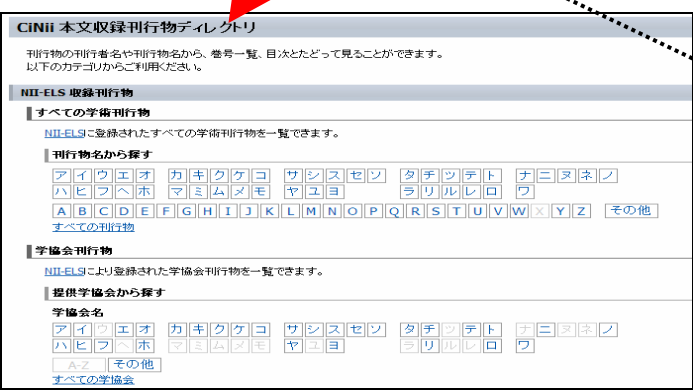 CiNii 本文収録刊行物ディレクトリ
刊行物の刊行者名や刊行物名から、巻号一覧、目次とたどって見ることができます。
以下のカテゴリからご利用ください。
NII-ELS 収録刊行物
すべての学術刊行物
NII-ELSに登録されたすべての学術刊行物を一覧できます。
刊行物名から探す
ア イ ウ エ オ カ キ ク ケ コ サ シ ス セ ソ タ チ ツ テ ト ナ ニ ヌ ネ ノ
ハ ヒ フ ヘ ホ マ ミ ム メ モ ヤ ユ ヨ ラ リ ル レ ロ ワ
A B C D E F G H I J K L M N O P Q R S T U V W X Y Z その他
すべての刊行物
学協会刊行物
NII-ELSにより登録された学協会刊行物を一覧できます。
提供学協会から探す
学協会名
ア イ ウ エ オ カ キ ク ケ コ サ シ ス セ ソ タ チ ツ テ ト ナ ニ ヌ ネ ノ
ハ ヒ フ ヘ ホ マ ミ ム メ モ ヤ ユ ヨ ラ リ ル レ ロ ワ
A-Z その他
すべての学協会